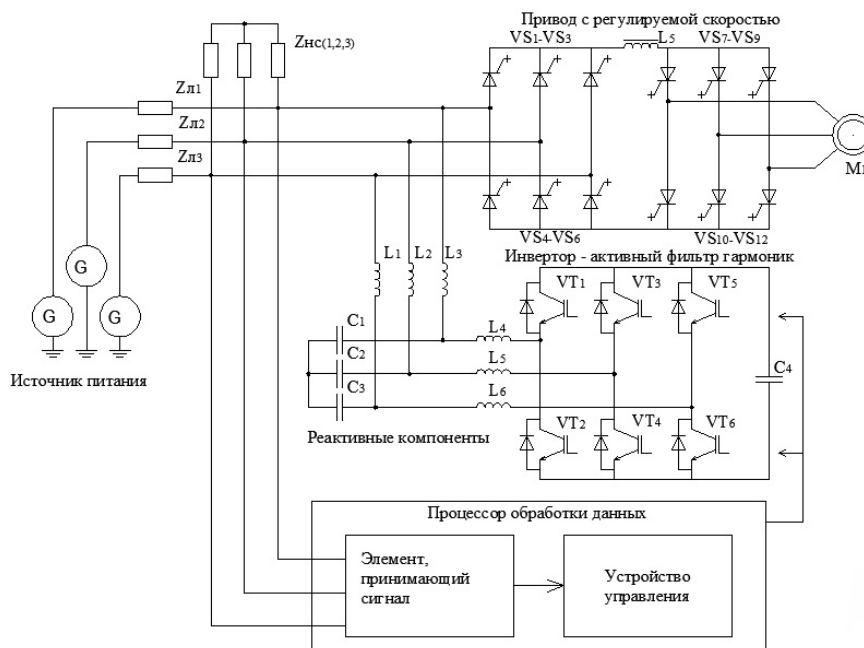 Привод с регулируемой скоростью
Zнс(1,2,3)
VS1-VS3
L5
VS7-VS9
Zл1
Zл2
Zл3
VS4-VS6
VS10-VS12
Инвертор - активный фильтр гармоник
L1
L2
L3
VT1
VT3
VT5
G
G
G
C1
L4
C2
L5
C3
L6
C4
Источник питания
VT2
VT4
VT6
Реактивные компоненты
Процессор обработки данных
Элемент,
принимающий
сигнал
Устройство
управления